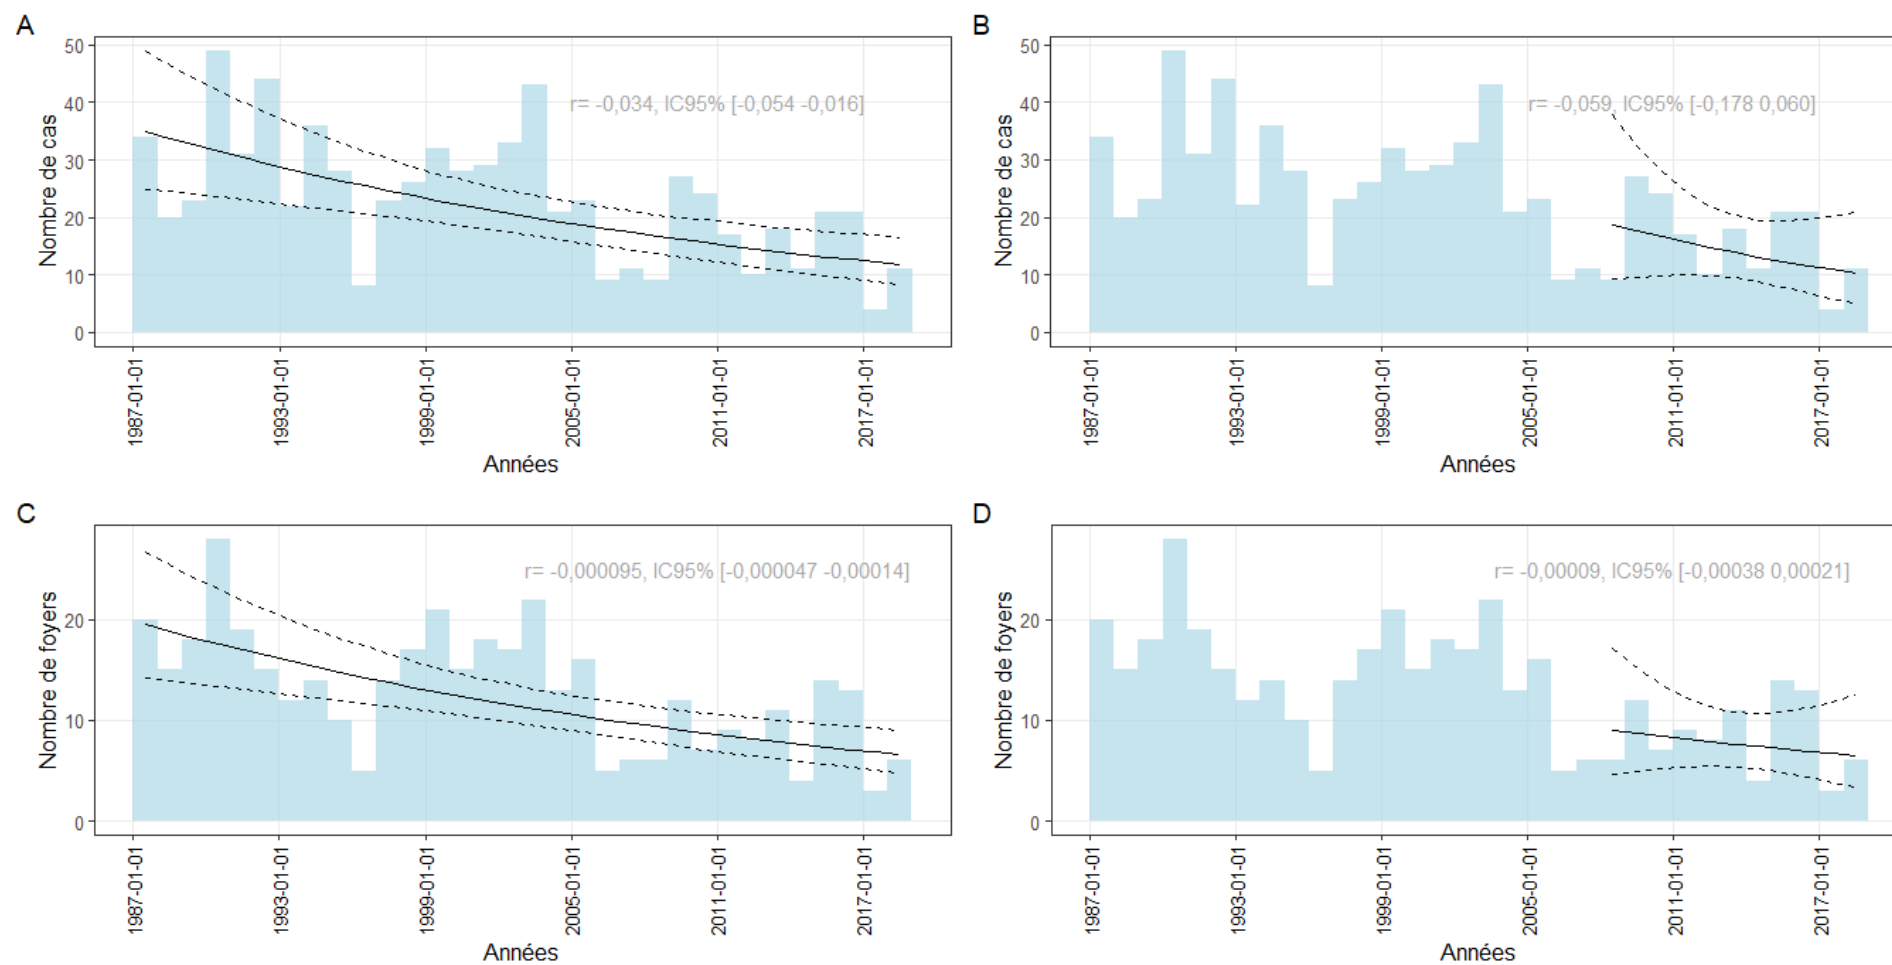 A
r= -0,034, IC95% [-0,054 -0,016]
Nombre de cas
50
40
30
20
10
0
1987-01-01
1993-01-01
1999-01-01
2005-01-01
2011-01-01
2017-01-01
Années
B
r= -0,059, IC95% [-0,178 0,060]
Nombre de cas
50
40
30
20
10
0
1987-01-01
1993-01-01
1999-01-01
2005-01-01
2011-01-01
2017-01-01
Années
C
r= -0,000095, IC95% [-0,000047 -0,00014]
Nombre de foyers
20
10
0
1987-01-01
1993-01-01
1999-01-01
2005-01-01
2011-01-01
2017-01-01
Années
D
r= -0,00009, IC95% [-0,00038 0,00021]
Nombre de foyers
20
10
0
1987-01-01
1993-01-01
1999-01-01
2005-01-01
2011-01-01
2017-01-01
Années